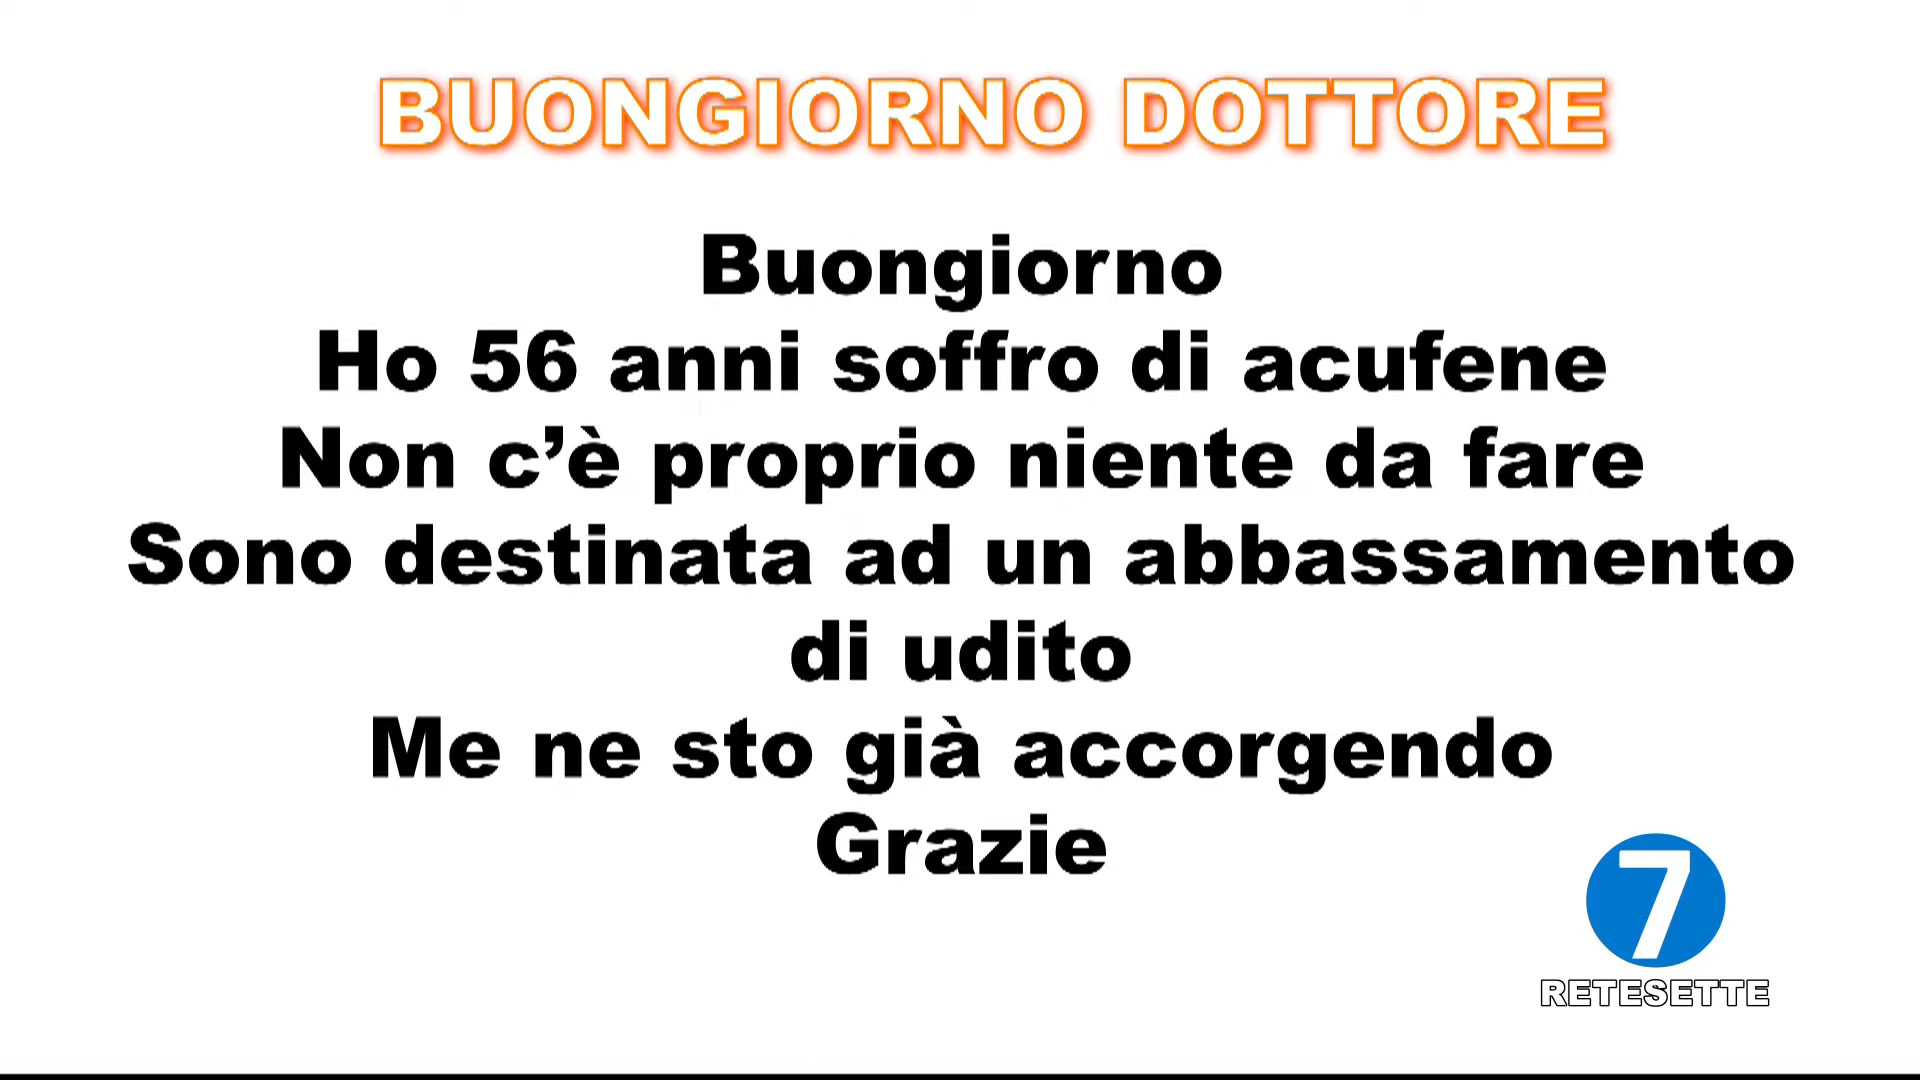 BUONGIORNO DOTTORE
Buongiorno
Ho 56 anni soffro di acufene
Non c’è proprio niente da fare
Sono destinata ad un abbassamento
di udito
Me ne sto già accorgendo
Grazie
7
RETESETTE